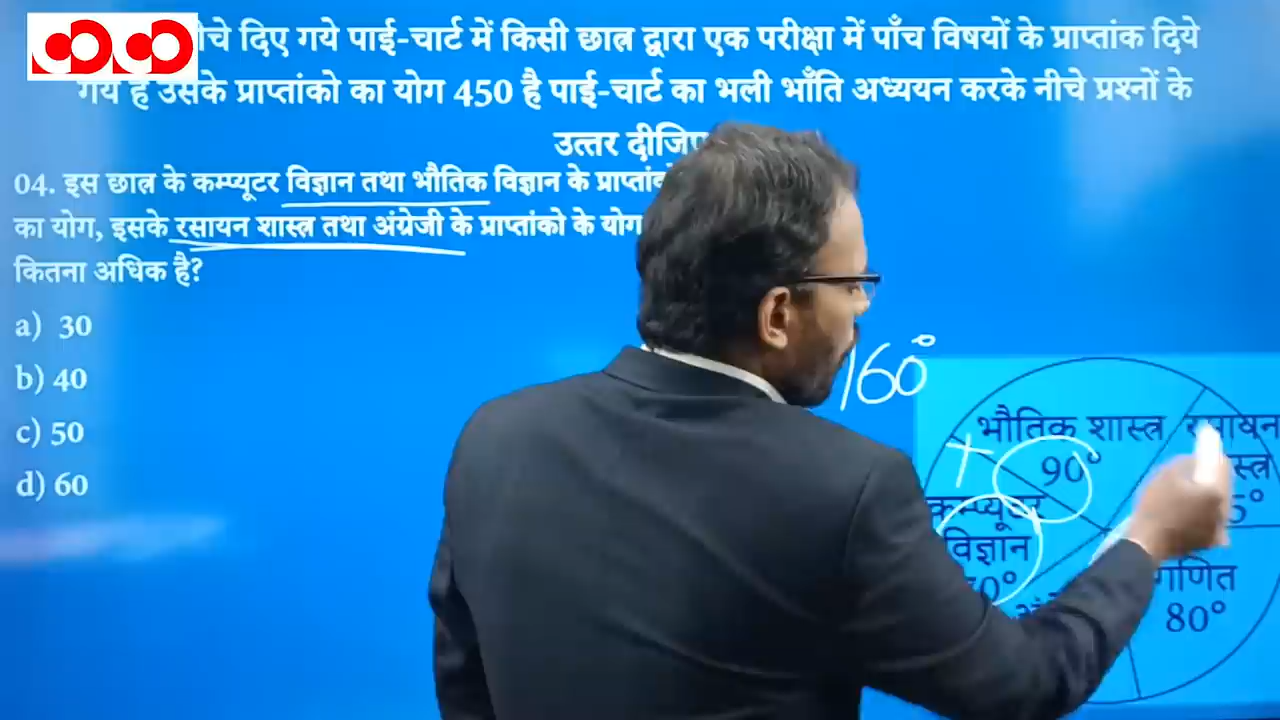 दिए गये पाई-चार्ट में किसी छात्र द्वारा एक परीक्षा में पाँच विषयों के प्राप्तांक दिये
गये है उसके प्राप्तांको का योग 450 है पाई-चार्ट का भली भाँति अध्ययन करके नीचे प्रश्नों के
उत्तर
04. इस छात्र के कम्प्यूटर विज्ञान तथा भौतिक विज्ञान के
का योग, इसके रसायन शास्त्र तथा अंग्रेजी के प्राप्तांको के योग
कितना अधिक है?
a) 30
b) 40
c) 50
d) 60
160°
भौतिक शास्त्र
90°
रसायन
कम्प्यूटर
विज्ञान
गणित
80°